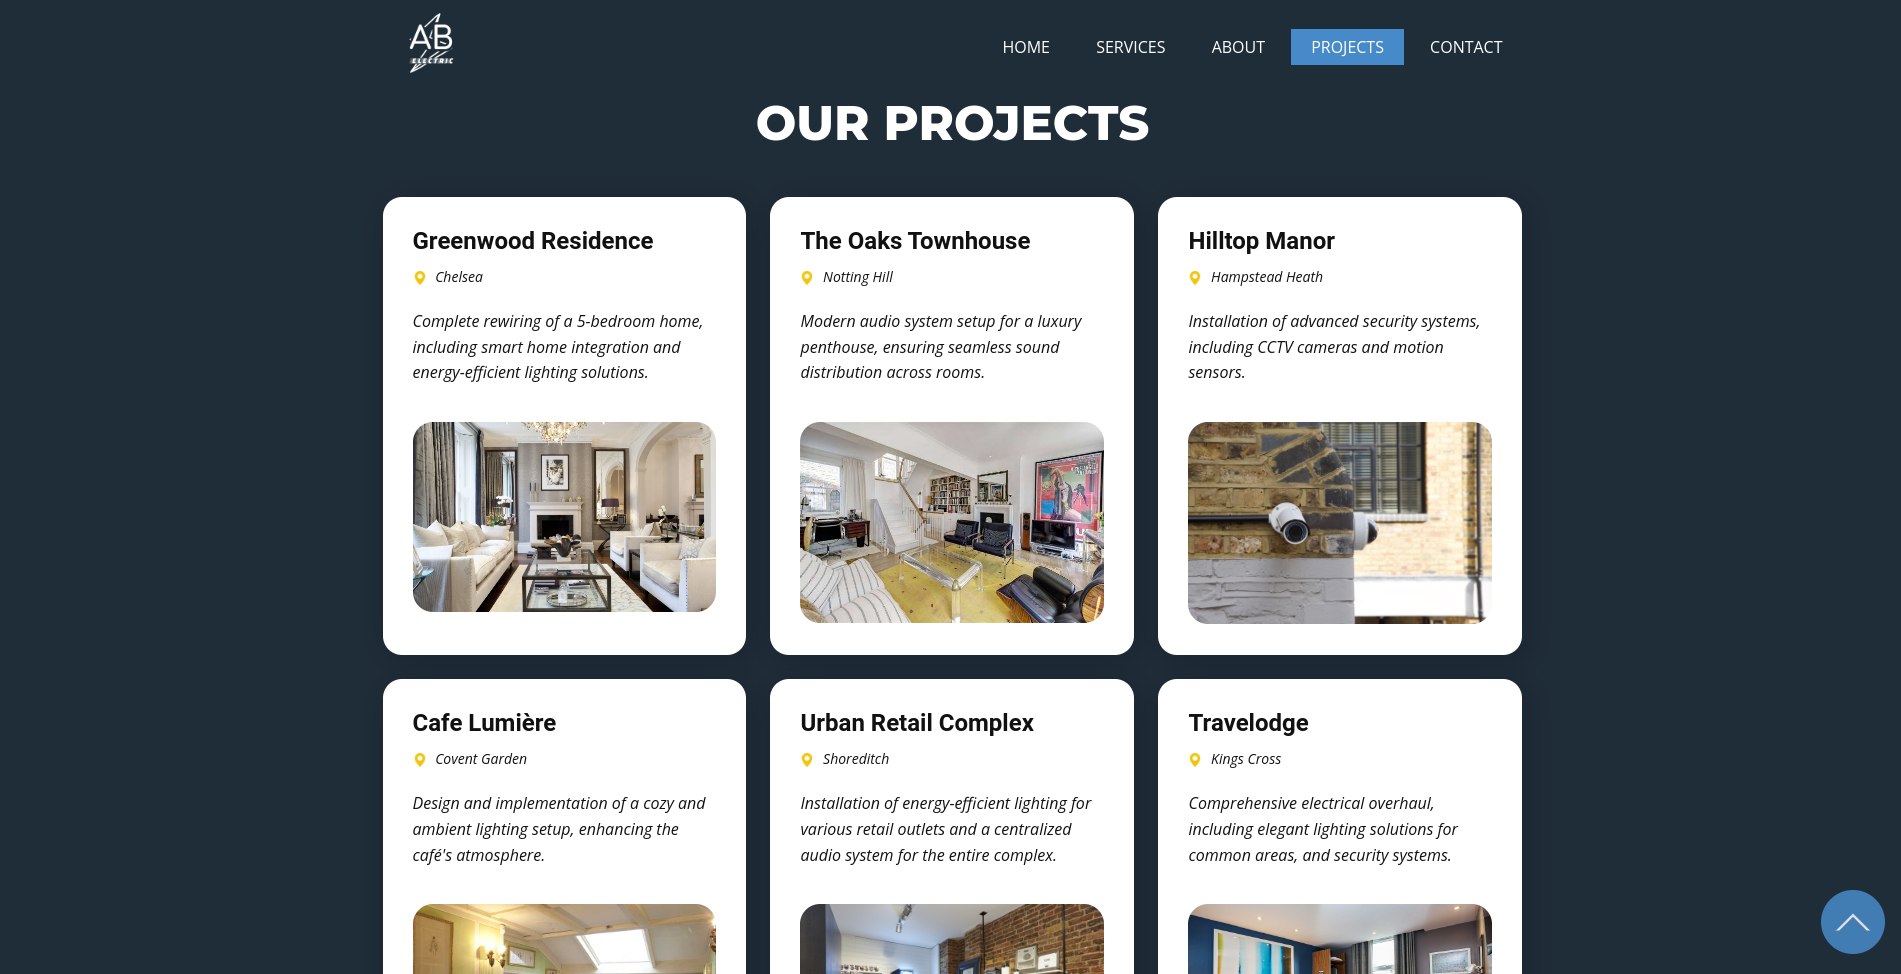 AB
ELECTRIC
HOME SERVICES ABOUT PROJECTS CONTACT
OUR PROJECTS
Greenwood Residence
Chelsea
Complete rewiring of a 5-bedroom home,
including smart home integration and
energy-efficient lighting solutions.
The Oaks Townhouse
Notting Hill
Modern audio system setup for a luxury
penthouse, ensuring seamless sound
distribution across rooms.
Hilltop Manor
Hampstead Heath
Installation of advanced security systems,
including CCTV cameras and motion
sensors.
Cafe Lumière
Covent Garden
Design and implementation of a cozy and
ambient lighting setup, enhancing the
café's atmosphere.
Urban Retail Complex
Shoreditch
Installation of energy-efficient lighting for
various retail outlets and a centralized
audio system for the entire complex.
Travelodge
Kings Cross
Comprehensive electrical overhaul,
including elegant lighting solutions for
common areas, and security systems.